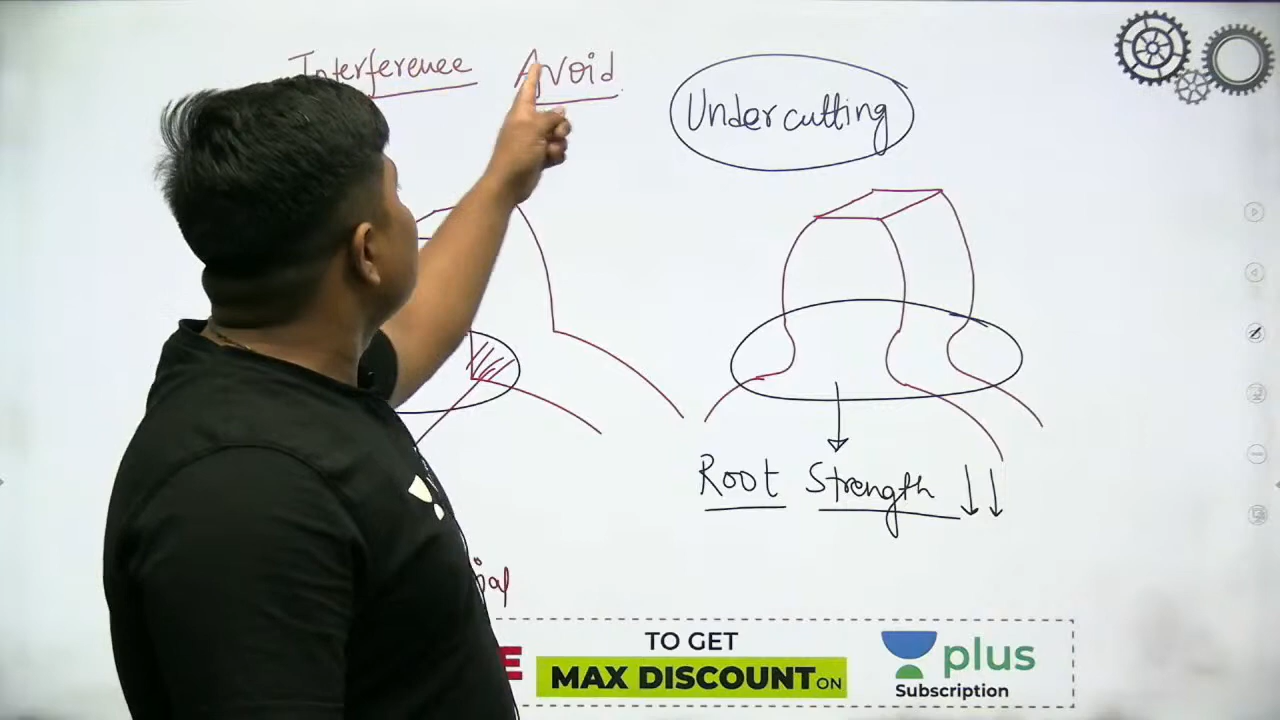 Interference Avoid
Undercutting
Root Strength ↓↓
TO GET
MAX DISCOUNT ON
plus
Subscription